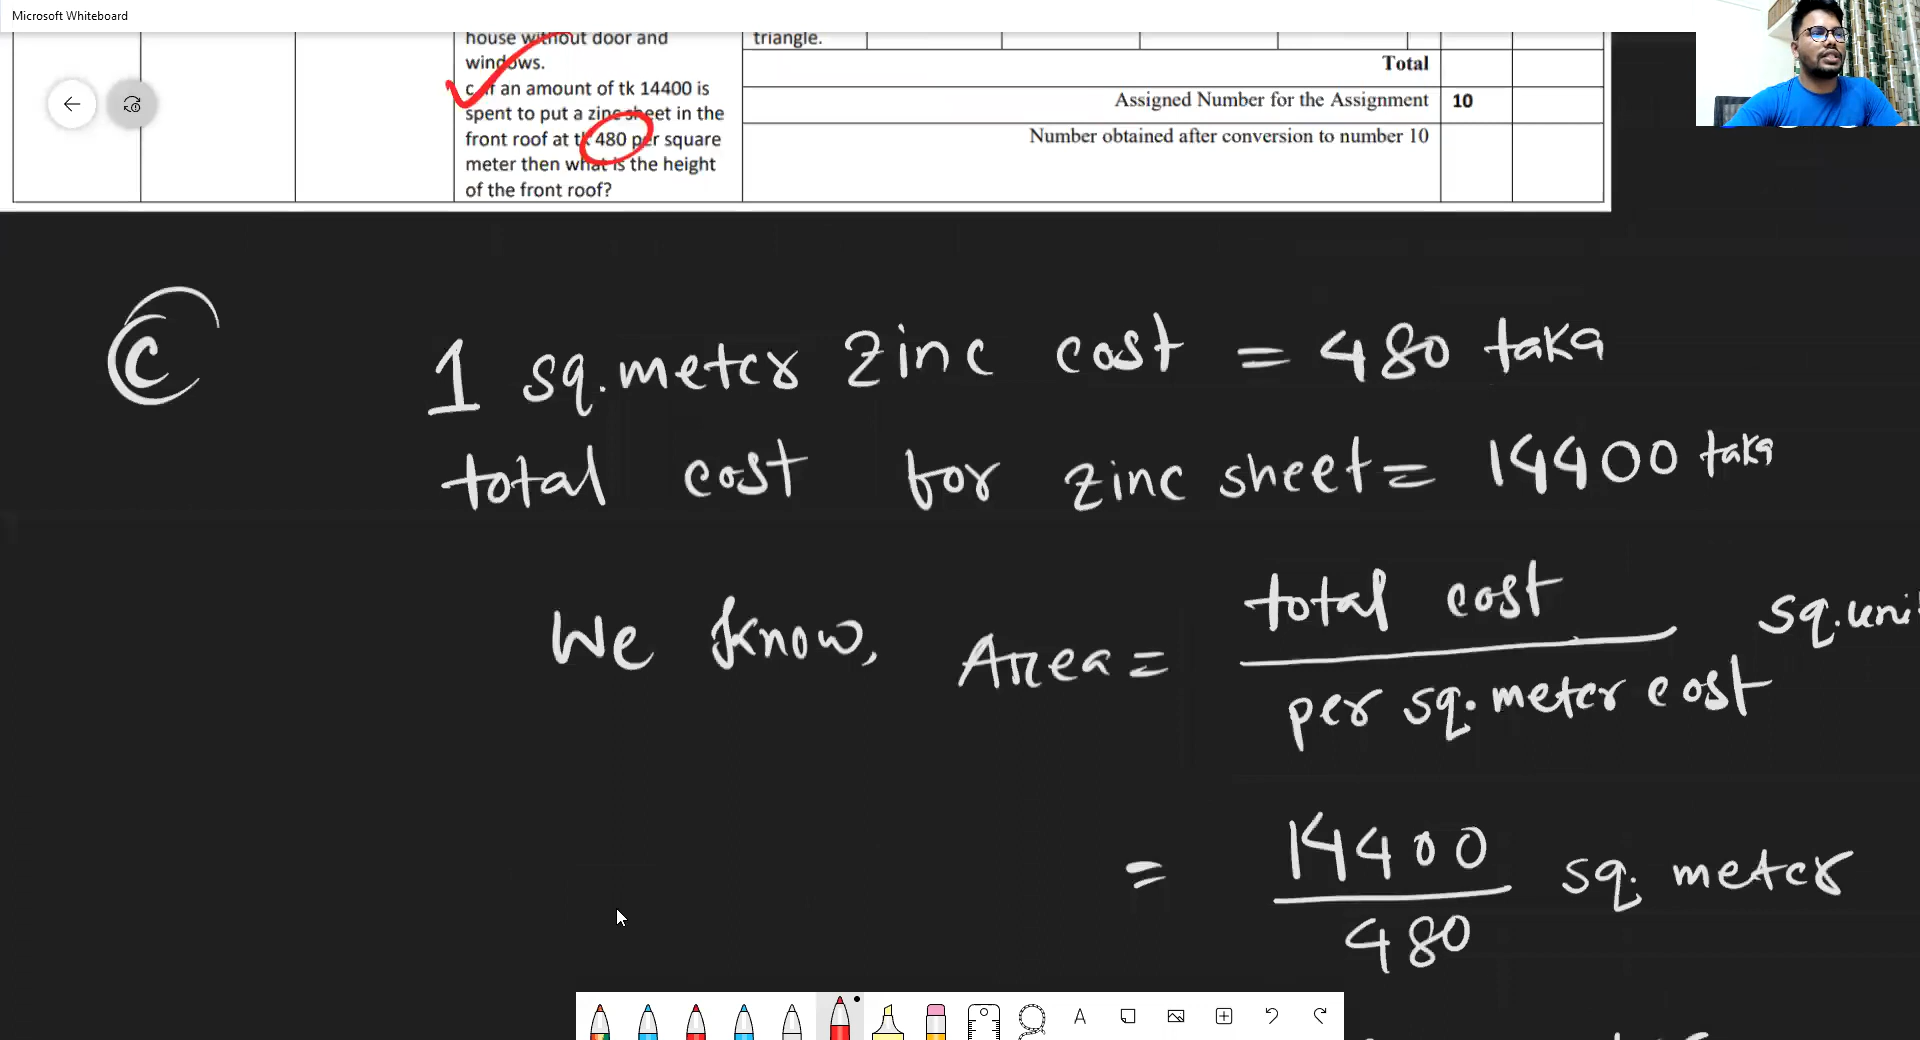 Microsoft Whiteboard
house without door and
windows.
c. If an amount of tk 14400 is
spent to put a zinc sheet in the
front roof at tk 480 per square
meter then what is the height
of the front roof?
triangle.
Total
Assigned Number for the Assignment 10
Number obtained after conversion to number 10
C
1 sq.meter Zinc cost = 480 taka
total cost for zinc sheet = 14400 taka
We know, Area = total cost
per sq. meter cost
= 14400
480
sq. meter
A